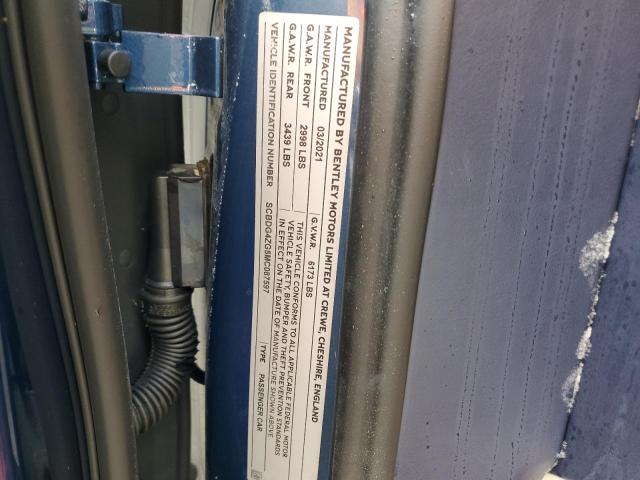 MANUFACTURED BY BENTLEY MOTORS LIMITED AT CREWE, CHESHIRE, ENGLAND
MANUFACTURED 03/2021 G.V.W.R. 6173 LBS
G.A.W.R. FRONT 2998 LBS
G.A.W.R. REAR 3439 LBS
THIS VEHICLE CONFORMS TO ALL APPLICABLE FEDERAL MOTOR
VEHICLE SAFETY, BUMPER AND THEFT PREVENTION STANDARDS
IN EFFECT ON THE DATE OF MANUFACTURE SHOWN ABOVE
VEHICLE IDENTIFICATION NUMBER SCBDG4ZG5MC087597 TYPE PASSENGER CAR